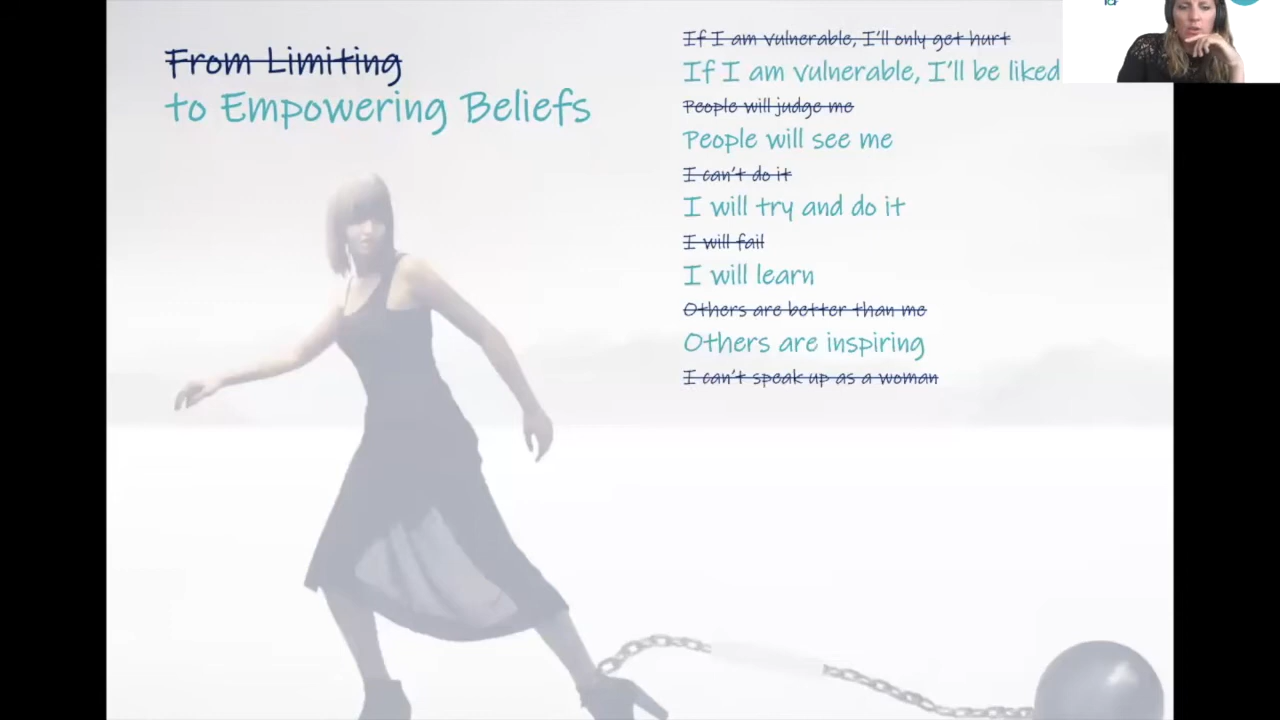 From Limiting
to Empowering Beliefs
If I am vulnerable, I'll only get hurt
If I am vulnerable, I'll be liked
People will judge me
People will see me
I can't do it
I will try and do it
I will fail
I will learn
Others are better than me
Others are inspiring
I can't speak up as a woman